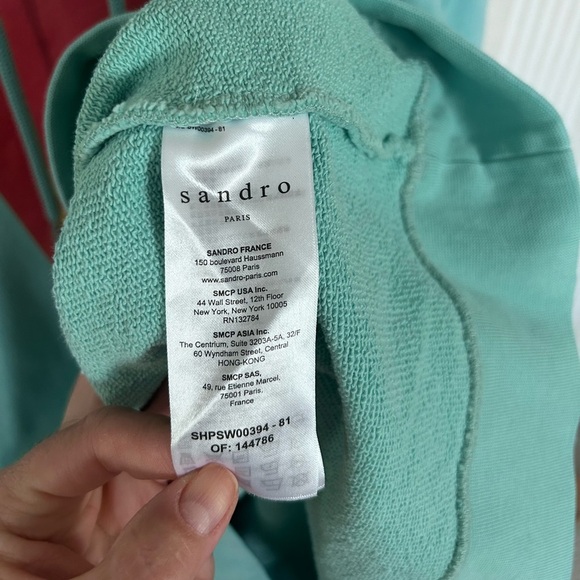 W00394 - 81
sandro
PARIS
SANDRO FRANCE
150 boulevard Haussmann
75008 Paris
www.sandro-paris.com
SMCP USA Inc.
44 Wall Street, 12th Floor
New York, New York 10005
RN132784
SMCP ASIA Inc.
The Centrium, Suite 3203A-5A, 32/F
60 Wyndham Street, Central
HONG-KONG
SMCP SAS,
49, rue Etienne Marcel,
75001 Paris.
France
SHPSW00394 - 81
OF: 144786